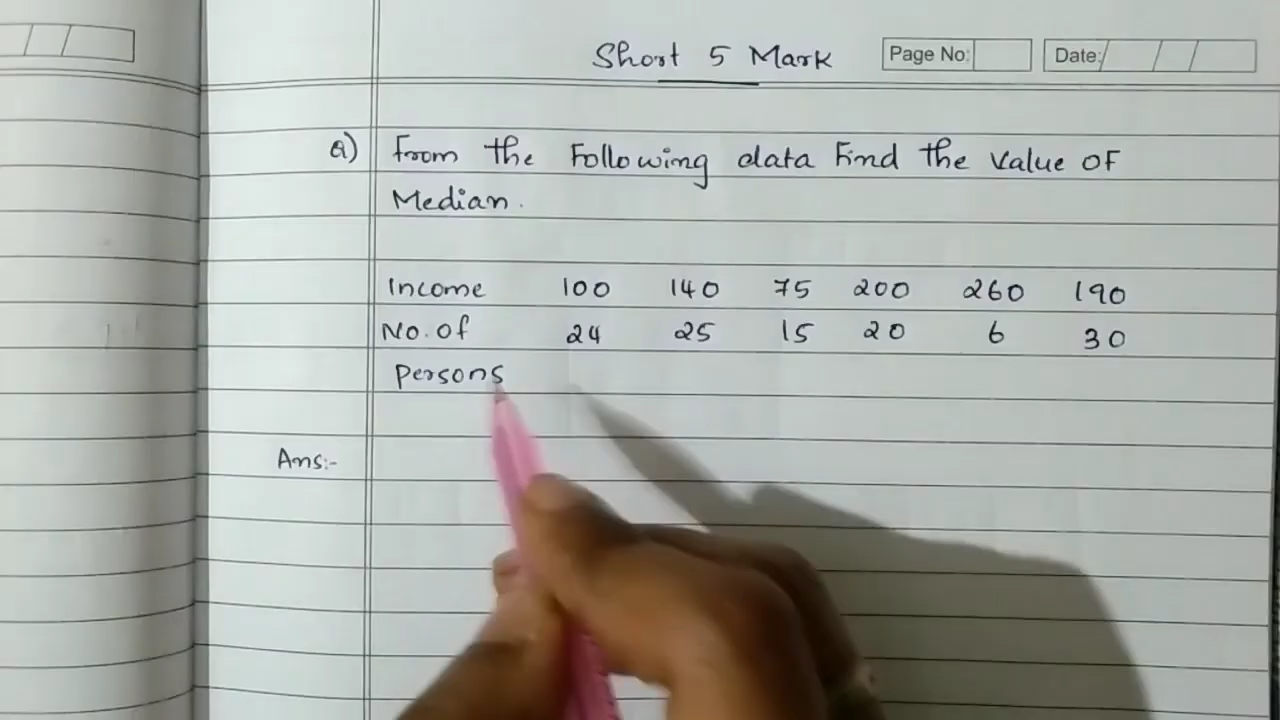 Short 5 Mark
Page No:
Date:
a) From the Following data Find the value of
Median.
Income 100 140 75 200 260 190
No. of 24 25 15 20 6 30
Persons
Ans:-